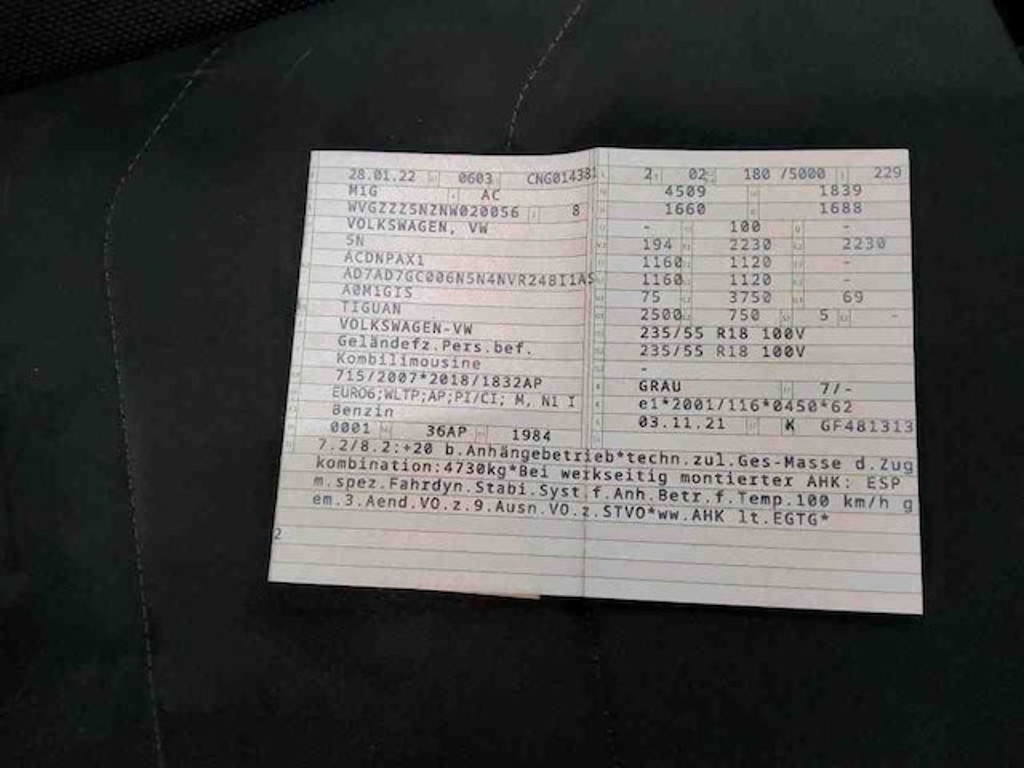 28.01.22 0603 CNG014381
M1G AC
WVGZZZ5NZNW020056 8
VOLKSWAGEN, VW
5N
ACDNPAX1
AD7AD7GC006N5N4NVR248I1AS
A0M1GIS
TIGUAN
VOLKSWAGEN-VW
Geländefz.Pers.bef.
Kombilimousine
715/2007*2018/1832AP
EURO6;WLTP;AP;PI/CI; M, N1 I
Benzin
0001 36AP 1984
2 02 180 /5000 229
4509 1839
1660 1688
- 100 -
194 2230 2230
1160 1120 -
1160 1120 -
75 3750 69
2500 750 5 -
235/55 R18 100V
235/55 R18 100V
-
GRAU 7/-
e1*2001/116*0450*62
03.11.21 K GF481313
7.2/8.2:+20 b.Anhängebetrieb*techn.zul.Ges-Masse d.Zug
kombination:4730kg*Bei werkseitig montierter AHK: ESP
m.spez.Fahrdyn.Stabi.Syst.f.Anh.Betr.f.Temp.100 km/h g
em.3.Aend.VO.z.9.Ausn.VO.z.STVO*ww.AHK lt.EGTG*
2